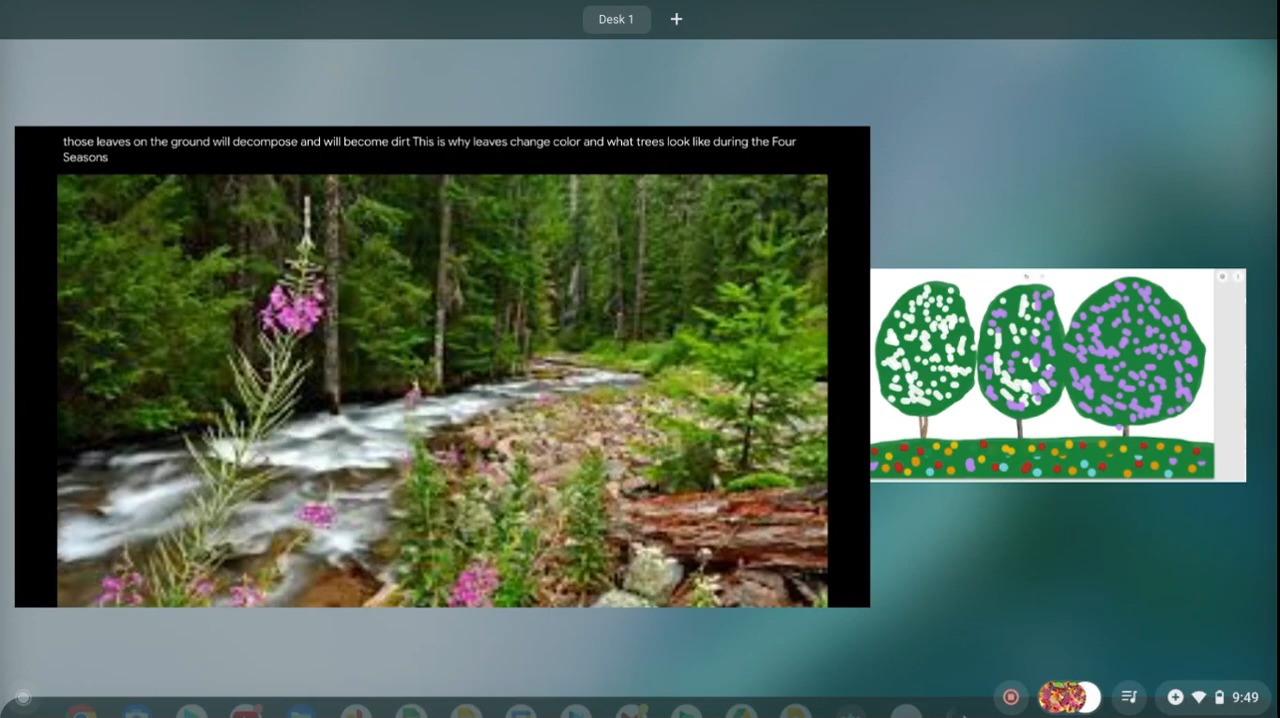 Desk 1
those leaves on the ground will decompose and will become dirt This is why leaves change color and what trees look like during the Four
Seasons
9:49